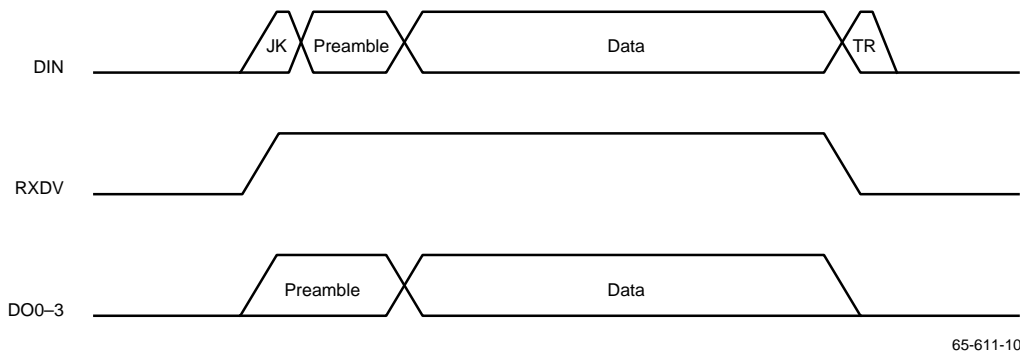 JK Preamble Data TR
DIN
RXDV
Preamble Data
DO0–3
65-611-10